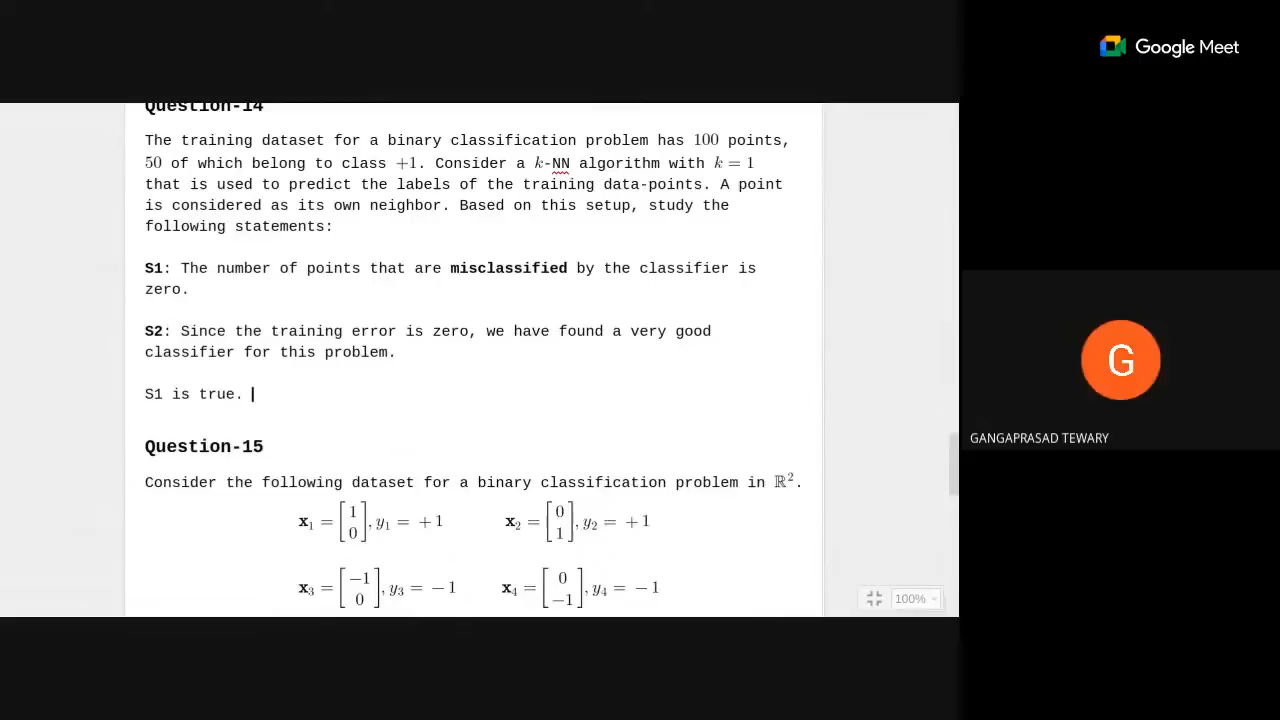 Google Meet
Question-14
The training dataset for a binary classification problem has 100 points,
50 of which belong to class +1. Consider a k-NN algorithm with k = 1
that is used to predict the labels of the training data-points. A point
is considered as its own neighbor. Based on this setup, study the
following statements:
S1: The number of points that are misclassified by the classifier is
zero.
S2: Since the training error is zero, we have found a very good
classifier for this problem.
S1 is true.
G
GANGAPRASAD TEWARY
Question-15
Consider the following dataset for a binary classification problem in ℝ².
x₁ = [1 0], y₁ = +1 x₂ = [0 1], y₂ = +1
x₃ = [−1 0], y₃ = −1 x₄ = [0 −1], y₄ = −1
100%